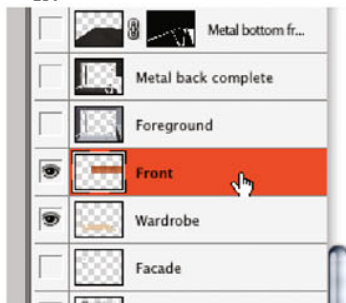 Metal bottom fr...
Metal back complete
Foreground
Front
Wardrobe
Facade